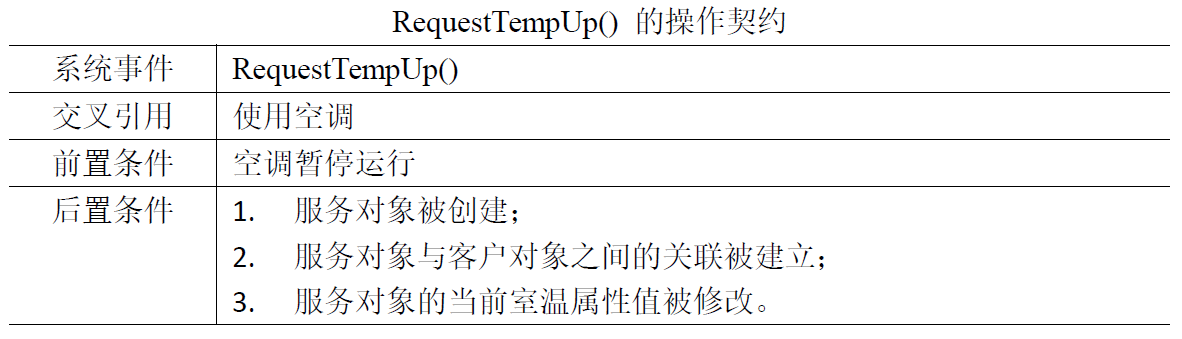 RequestTempUp() 的操作契约
系统事件 RequestTempUp()
交叉引用 使用空调
前置条件 空调暂停运行
后置条件 1. 服务对象被创建；
2. 服务对象与客户对象之间的关联被建立；
3. 服务对象的当前室温属性值被修改。